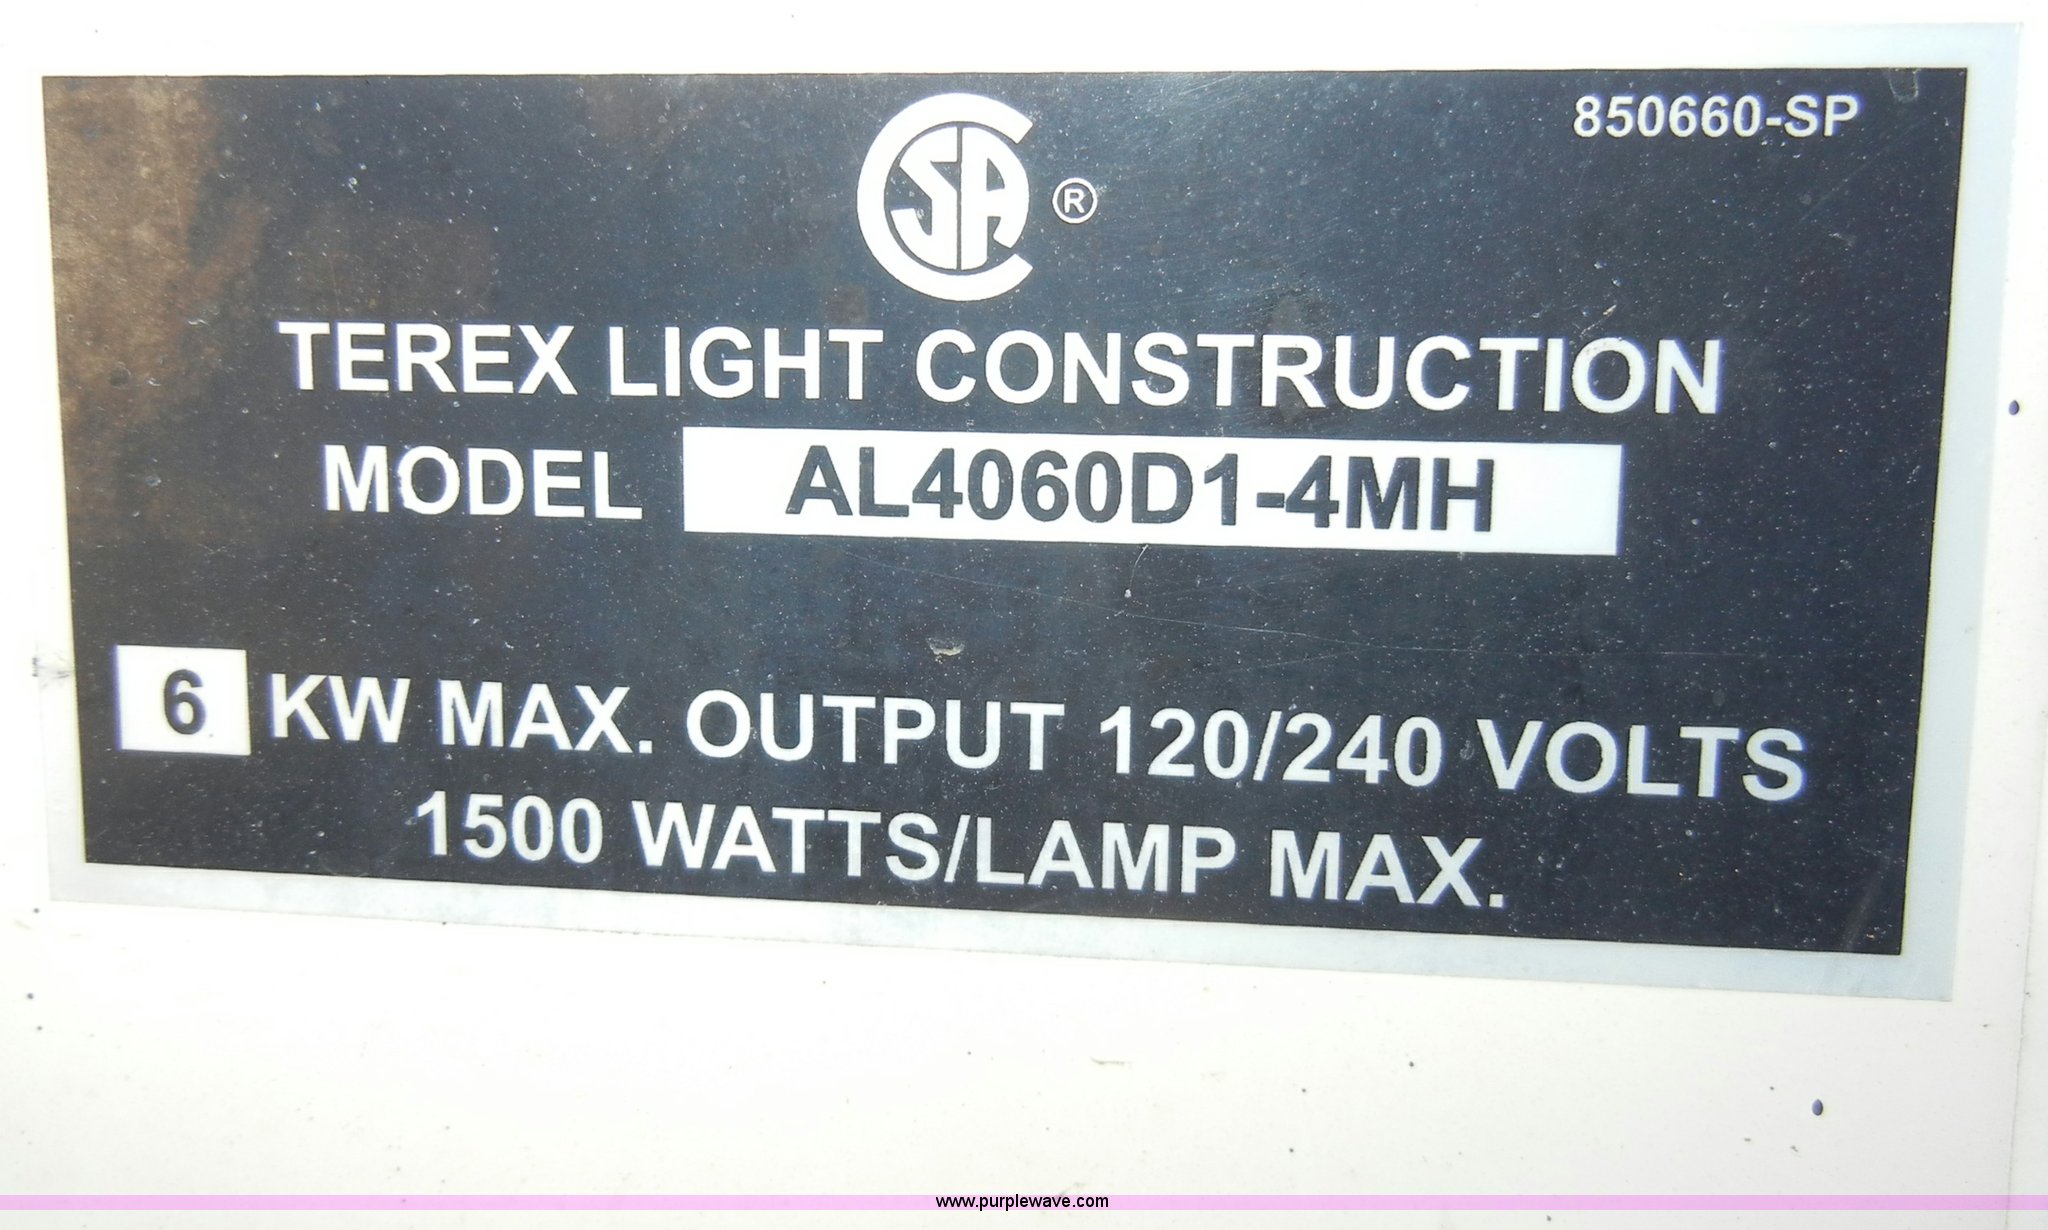 850660-SP
CSA ®
TEREX LIGHT CONSTRUCTION
MODEL AL4060D1-4MH
6 KW MAX. OUTPUT 120/240 VOLTS
1500 WATTS/LAMP MAX.
www.purplewave.com